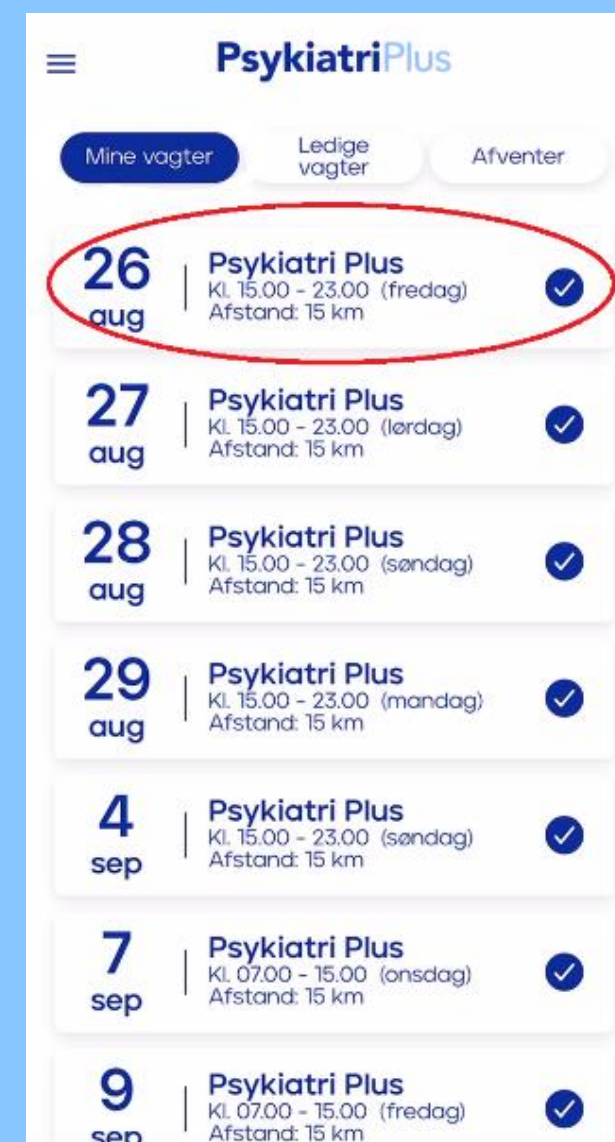 PsykiatriPlus
Mine vagter
Ledige
vagter
Afventer
26
aug
Psykiatri Plus
Kl. 15.00 - 23.00 (fredag)
Afstand: 15 km
27
aug
Psykiatri Plus
Kl. 15.00 - 23.00 (lørdag)
Afstand: 15 km
28
aug
Psykiatri Plus
Kl. 15.00 - 23.00 (søndag)
Afstand: 15 km
29
aug
Psykiatri Plus
Kl. 15.00 - 23.00 (mandag)
Afstand: 15 km
4
sep
Psykiatri Plus
Kl. 15.00 - 23.00 (søndag)
Afstand: 15 km
7
sep
Psykiatri Plus
Kl. 07.00 - 15.00 (onsdag)
Afstand: 15 km
9
sep
Psykiatri Plus
Kl. 07.00 - 15.00 (fredag)
Afstand: 15 km